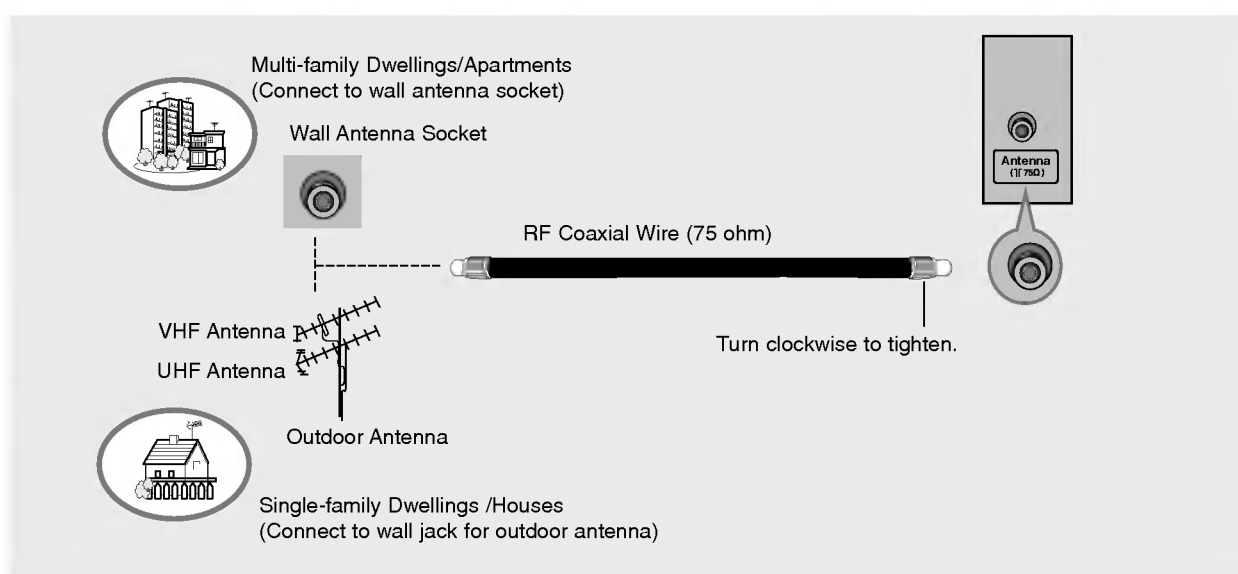 Multi-family Dwellings/Apartments
(Connect to wall antenna socket)
Wall Antenna Socket
Antenna
75Ω
RF Coaxial Wire (75 ohm)
VHF Antenna
UHF Antenna
Turn clockwise to tighten.
Outdoor Antenna
Single-family Dwellings /Houses
(Connect to wall jack for outdoor antenna)